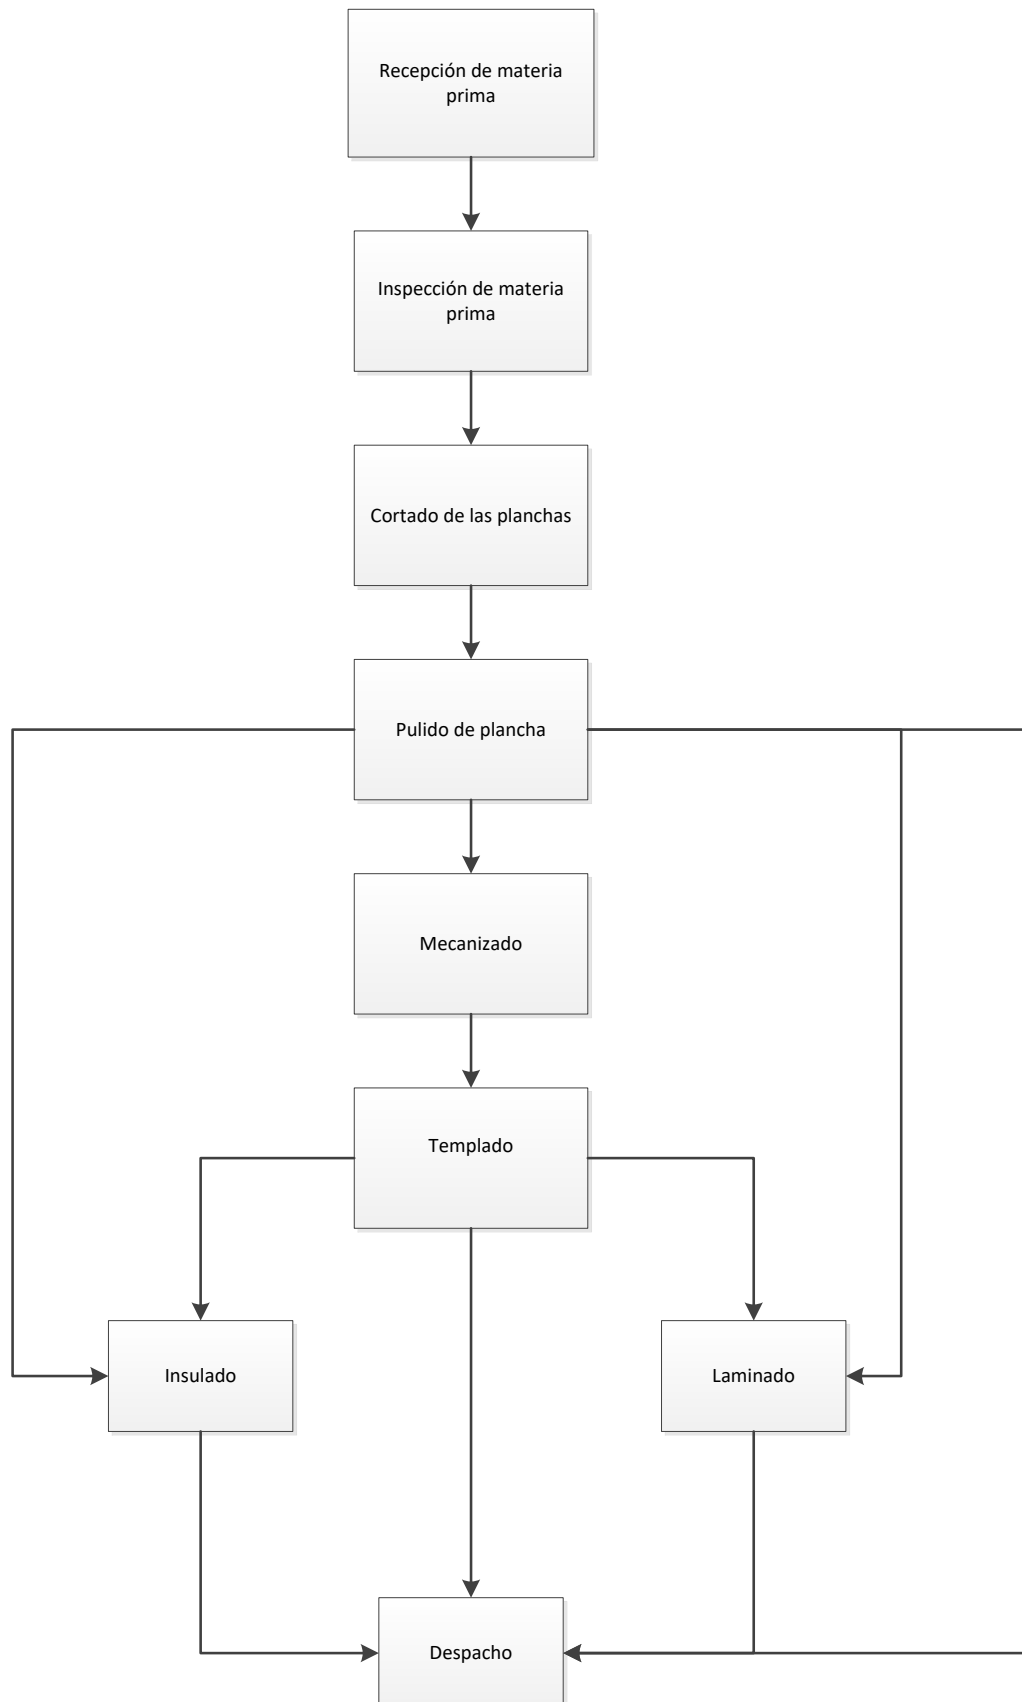 Recepción de materia
prima
Inspección de materia
prima
Cortado de las planchas
Pulido de plancha
Mecanizado
Templado
Insulado
Laminado
Despacho